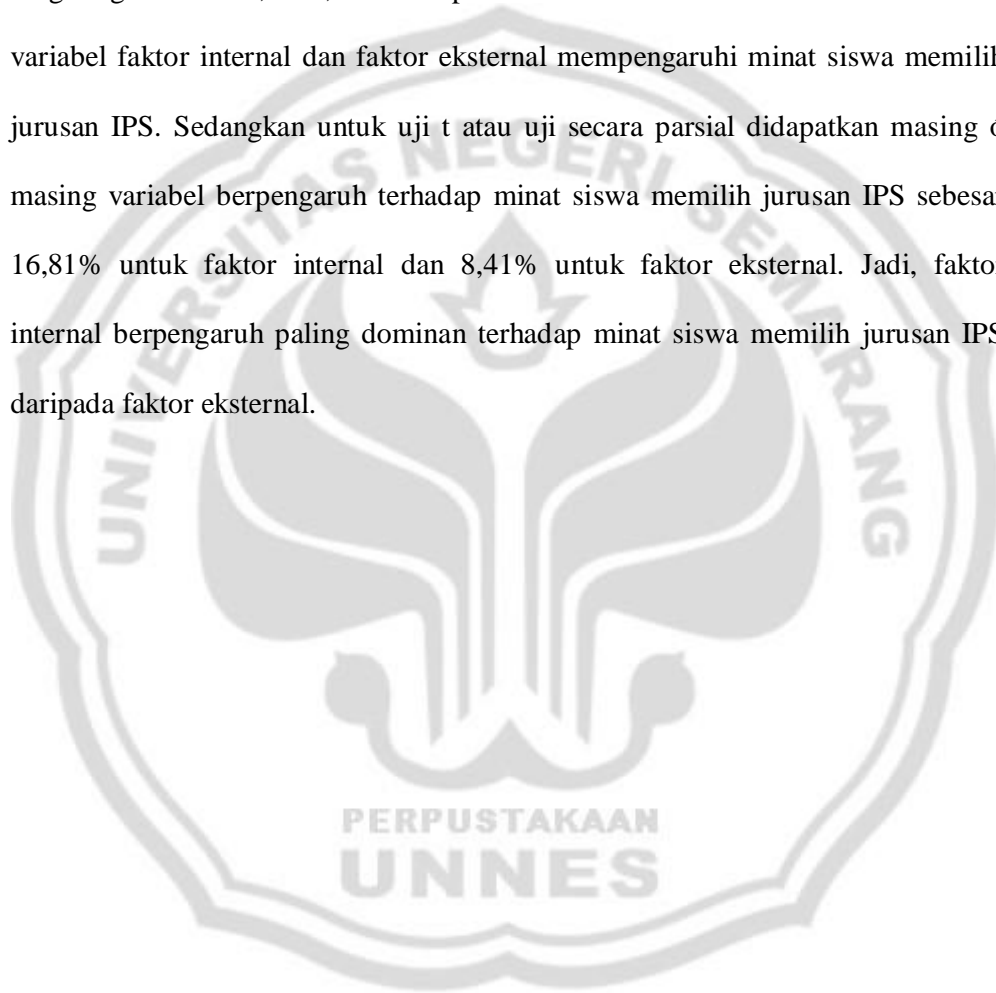 variabel faktor internal dan faktor eksternal mempengaruhi minat siswa memilih
jurusan IPS. Sedangkan untuk uji t atau uji secara parsial didapatkan masing
masing variabel berpengaruh terhadap minat siswa memilih jurusan IPS sebesar
16,81% untuk faktor internal dan 8,41% untuk faktor eksternal. Jadi, faktor
internal berpengaruh paling dominan terhadap minat siswa memilih jurusan IPS
daripada faktor eksternal.
UNIVERSITAS NEGERI SEMARANG
PERPUSTAKAAN
UNNES